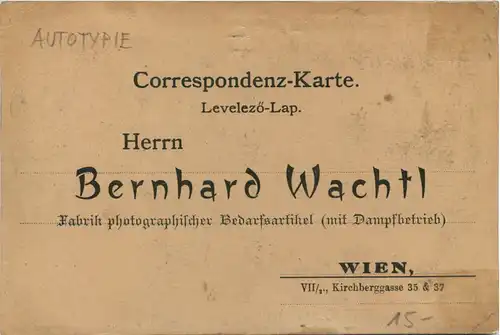 AUTOTYPIE
Correspondenz-Karte.
Levelező-Lap.
Herrn
Bernhard Wachtl
Fabrik photographischer Bedarfsartikel (mit Dampfbetrieb)
WIEN,
VII/2., Kirchberggasse 35 & 37
15-